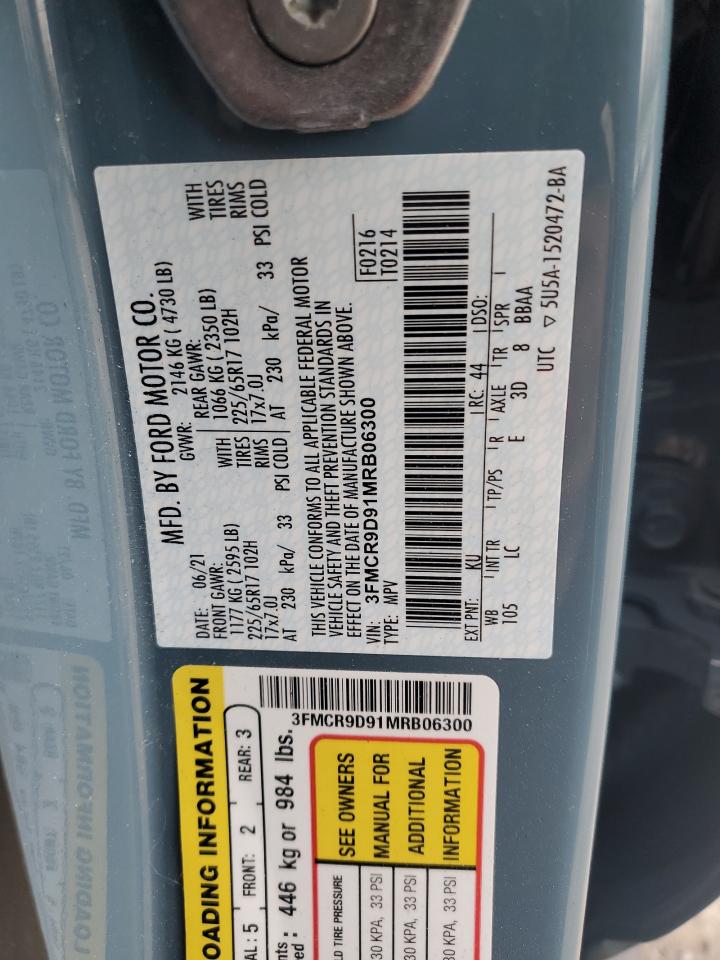 MFD. BY FORD MOTOR CO.
DATE: 06/21 GVWR: 2146 KG ( 4730 LB)
FRONT GAWR: REAR GAWR:
1177 KG ( 2595 LB) WITH 1066 KG ( 2350 LB) WITH
225/65R17 102H TIRES 225/65R17 102H TIRES
17x7.0J RIMS 17x7.0J RIMS
AT 230 kPa/ 33 PSI COLD AT 230 kPa/ 33 PSI COLD
THIS VEHICLE CONFORMS TO ALL APPLICABLE FEDERAL MOTOR
VEHICLE SAFETY AND THEFT PREVENTION STANDARDS IN
EFFECT ON THE DATE OF MANUFACTURE SHOWN ABOVE.
VIN: 3FMCR9D91MRB06300 F0216
TYPE: MPV T0214
EXT PNT: KU RC: 44 DSO:
WB INT TR TP/PS R AXLE TR SPR
105 LC E 3D 8 BBAA
UTC ▽ 5U5A-1520472-BA
OADING INFORMATION
AL : 5 FRONT: 2 REAR: 3
446 kg or 984 lbs.
3FMCR9D91MRB06300
TIRE PRESSURE SEE OWNERS
30 KPA, 33 PSI MANUAL FOR
30 KPA, 33 PSI ADDITIONAL
30 KPA, 33 PSI INFORMATION